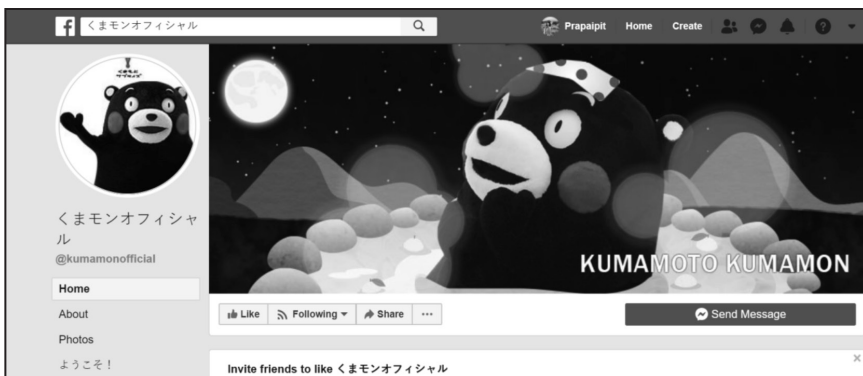 くまモンオフィシャル
Prapaipit Home Create
くまモンオフィシャ
ル
@kumamonofficial
Home
About
Photos
ようこそ！
KUMAMOTO KUMAMON
Like Following Share ...
Send Message
Invite friends to like くまモンオフィシャル